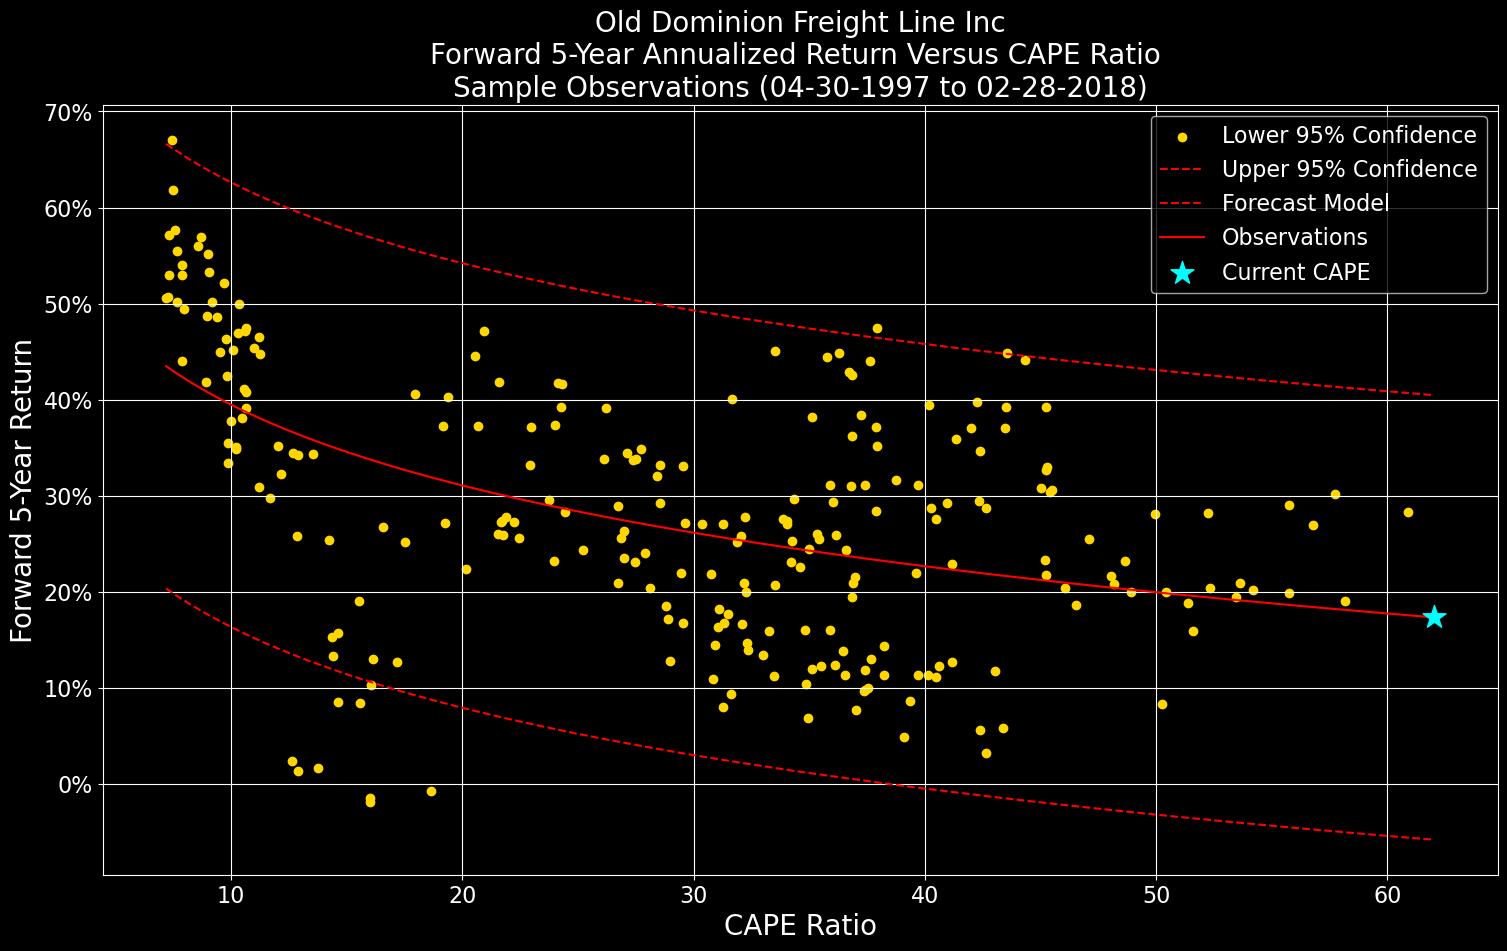 Old Dominion Freight Line Inc
Forward 5-Year Annualized Return Versus CAPE Ratio
Sample Observations (04-30-1997 to 02-28-2018)
Lower 95% Confidence
Upper 95% Confidence
Forecast Model
Observations
Current CAPE
Forward 5-Year Return
70%
60%
50%
40%
30%
20%
10%
0%
10
20
30
40
50
60
CAPE Ratio